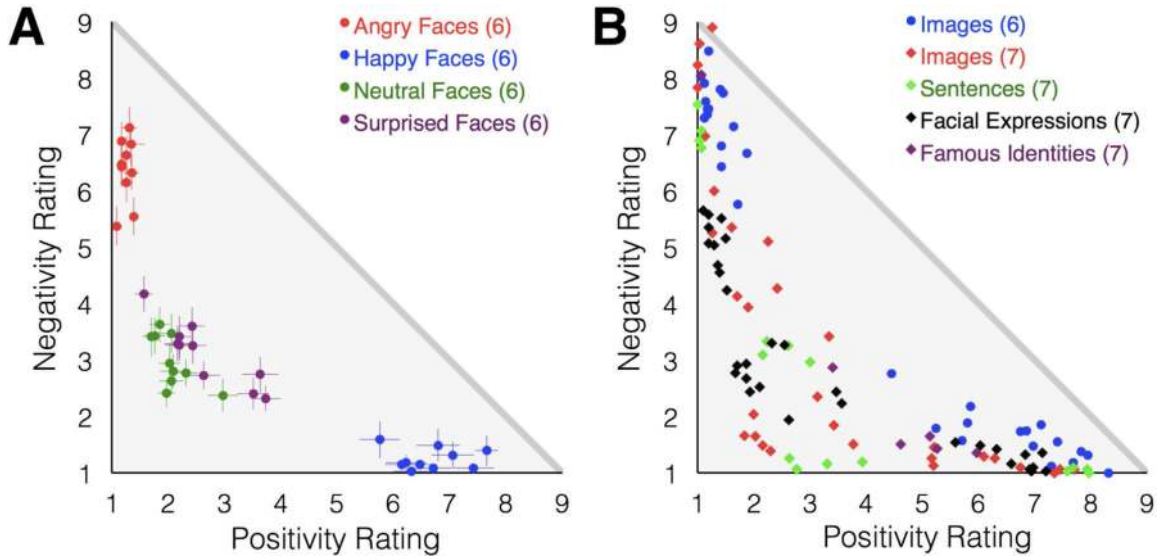 A
Angry Faces (6)
Happy Faces (6)
Neutral Faces (6)
Surprised Faces (6)
Negativity Rating
9
8
7
6
5
4
3
2
1
1 2 3 4 5 6 7 8 9
Positivity Rating
B
Images (6)
Images (7)
Sentences (7)
Facial Expressions (7)
Famous Identities (7)
Negativity Rating
9
8
7
6
5
4
3
2
1
1 2 3 4 5 6 7 8 9
Positivity Rating